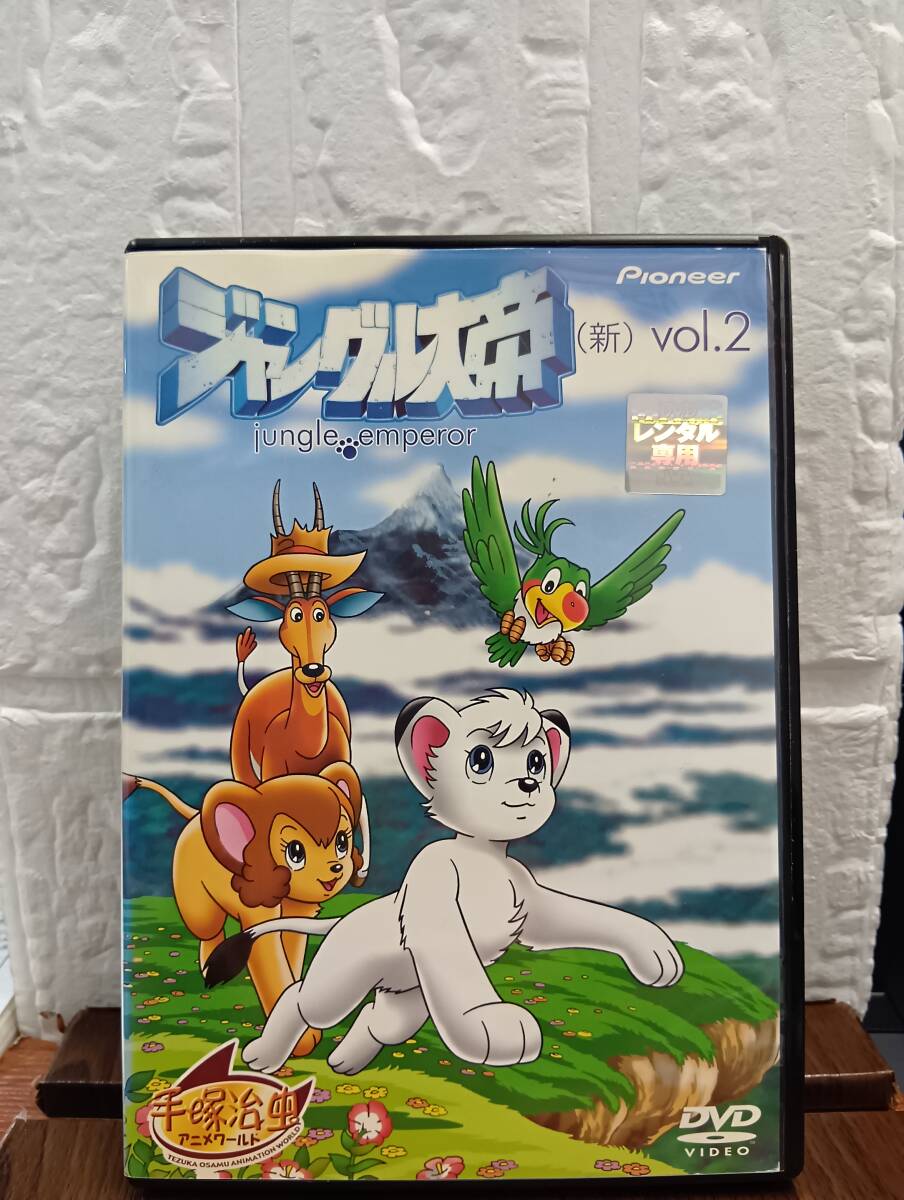 Pioneer
ジャングル大帝
(新) vol.2
jungle emperor
レンタル
専用
手塚治虫
アニメワールド
TEZUKA OSAMU ANIMATION WORLD
DVD
VIDEO